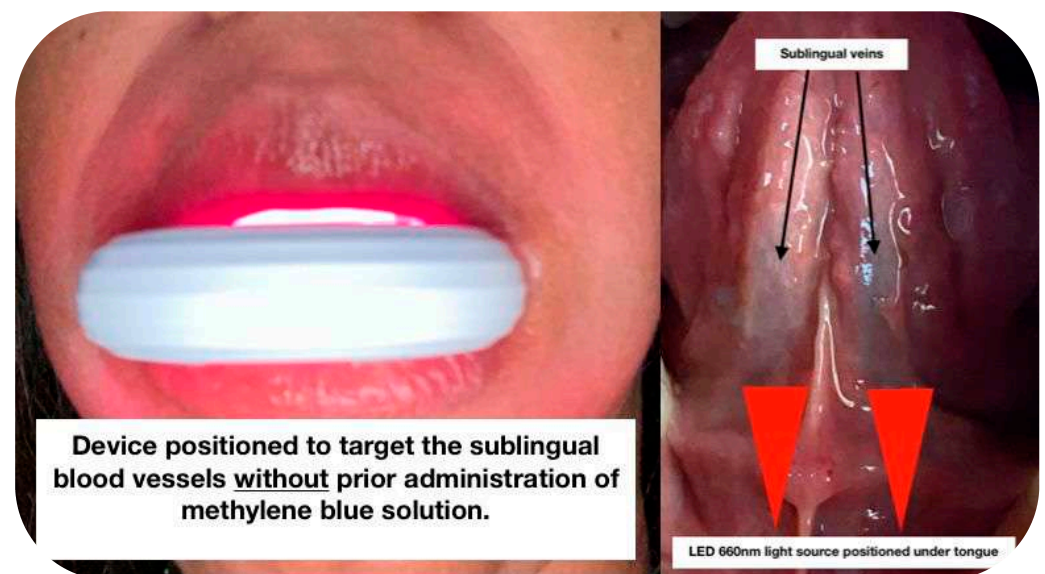 Device positioned to target the sublingual
blood vessels without prior administration of
methylene blue solution.
Sublingual veins
LED 660nm light source positioned under tongue